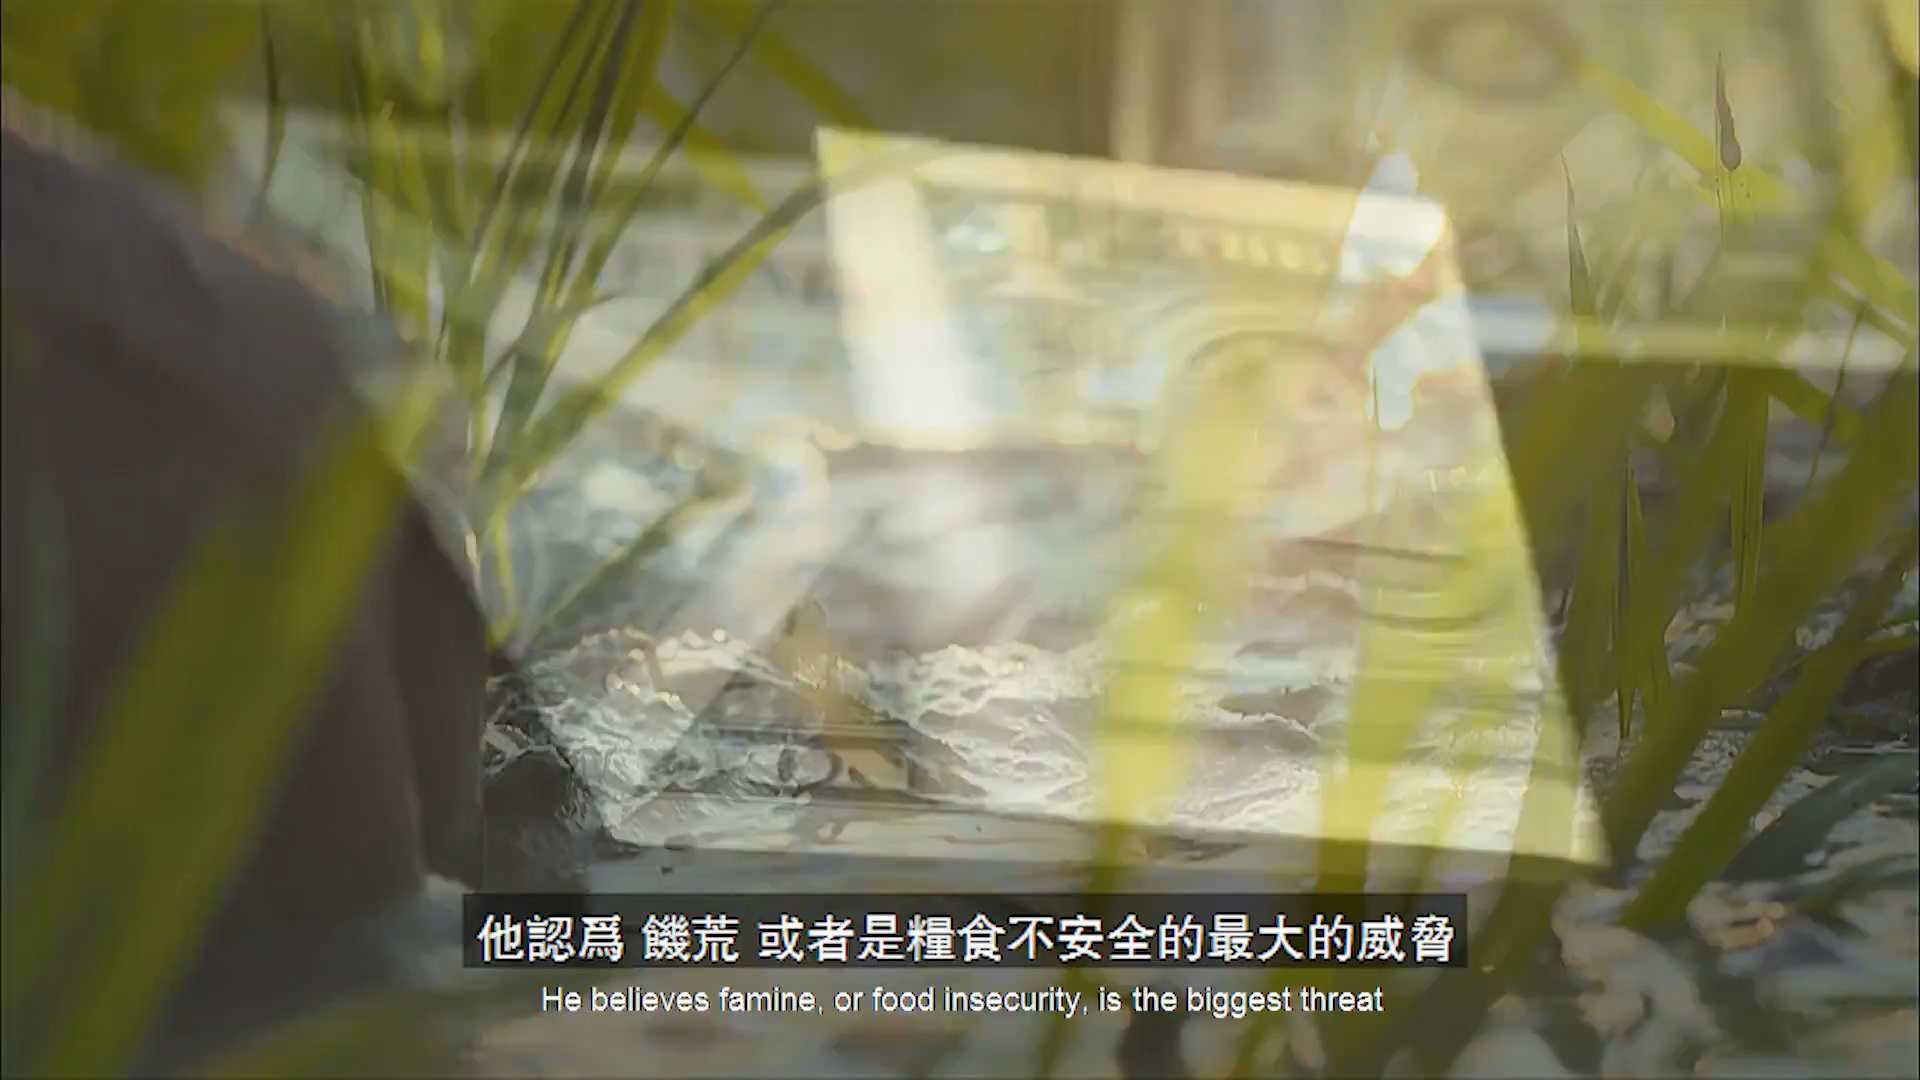 他認爲 饑荒 或者是糧食不安全的最大的威脅
He believes famine, or food insecurity, is the biggest threat